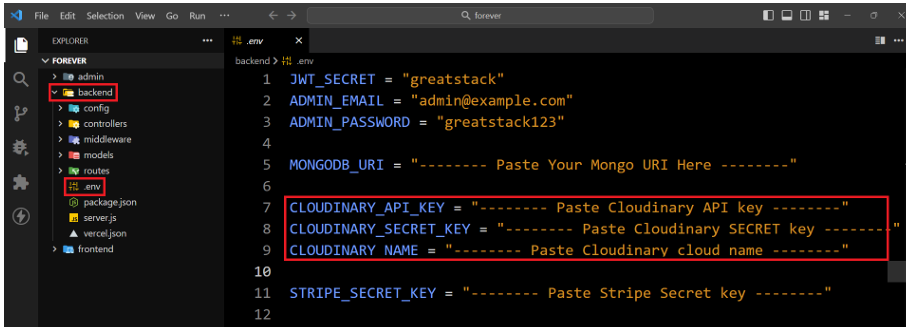 File Edit Selection View Go Run ··· ← → forever
EXPLORER ···
FOREVER
admin
backend
config
controllers
middleware
models
routes
.env
package.json
server.js
vercel.json
frontend
.env ×
backend > .env
1 JWT_SECRET = "greatstack"
2 ADMIN_EMAIL = "admin@example.com"
3 ADMIN_PASSWORD = "greatstack123"
4
5 MONGODB_URI = "-------- Paste Your Mongo URI Here --------"
6
7 CLOUDINARY_API_KEY = "-------- Paste Cloudinary API key --------"
8 CLOUDINARY_SECRET_KEY = "-------- Paste Cloudinary SECRET key --------"
9 CLOUDINARY_NAME = "-------- Paste Cloudinary cloud name --------"
10
11 STRIPE_SECRET_KEY = "-------- Paste Stripe Secret key --------"
12